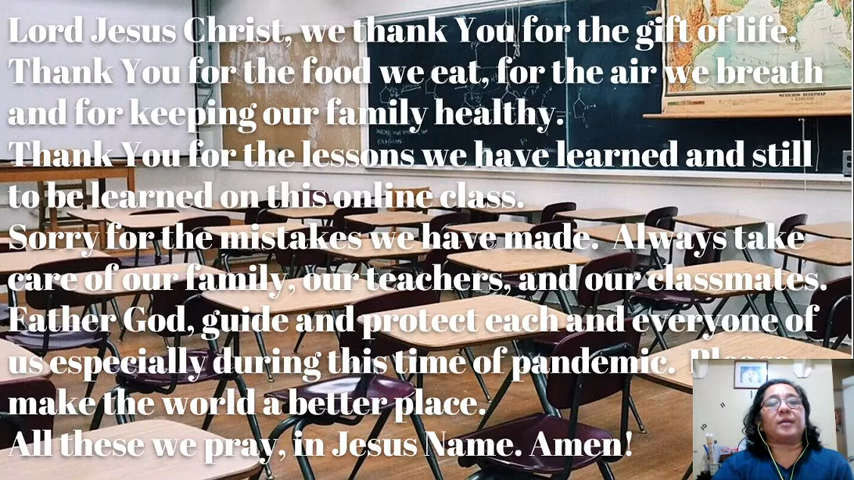 Lord Jesus Christ, we thank You for the gift of life.
Thank You for the food we eat, for the air we breath
and for keeping our family healthy.
Thank You for the lessons we have learned and still
to be learned on this online class.
Sorry for the mistakes we have made. Always take
care of our family, our teachers, and our classmates.
Father God, guide and protect each and everyone of
us especially during this time of pandemic. Please
make the world a better place.
All these we pray, in Jesus Name. Amen!